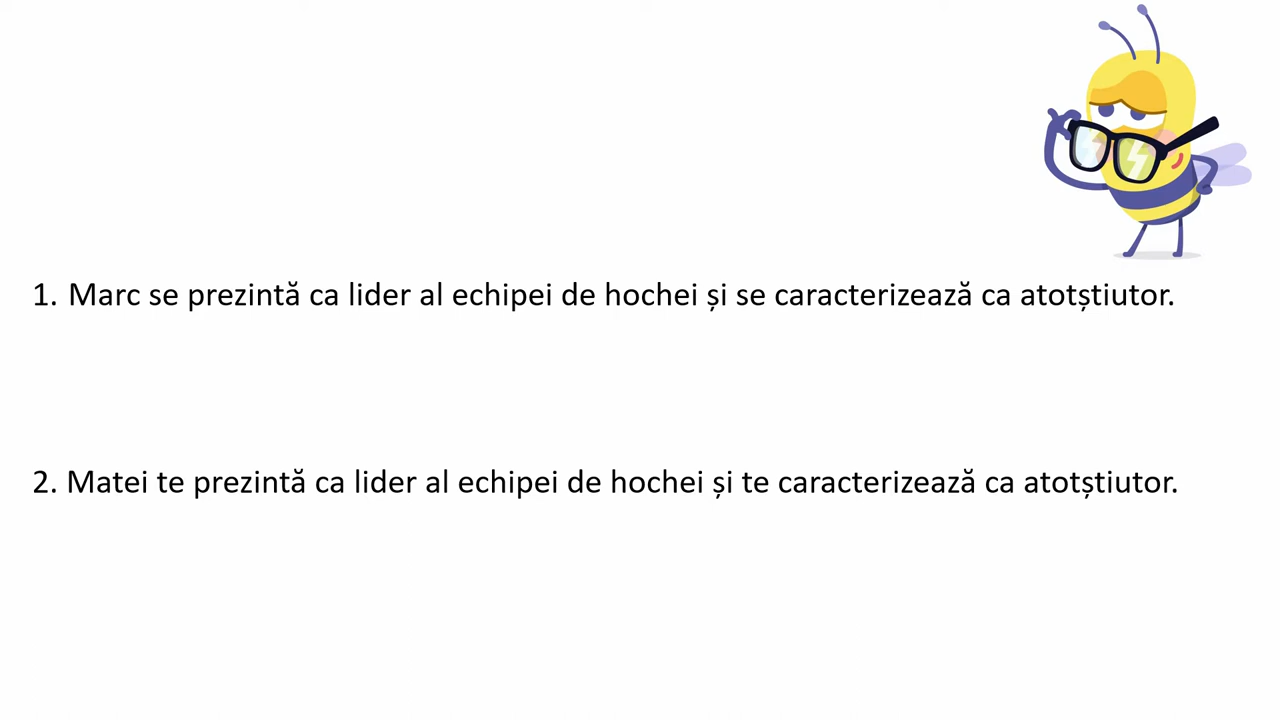 1. Marc se prezintă ca lider al echipei de hochei și se caracterizează ca atotștiutor.
2. Matei te prezintă ca lider al echipei de hochei și te caracterizează ca atotștiutor.